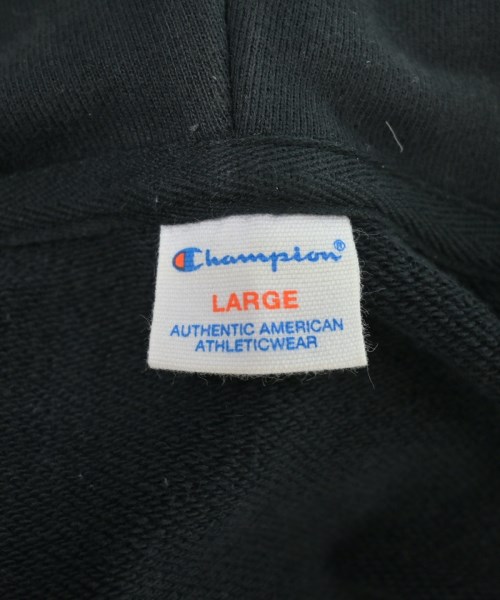 Champion®
LARGE
AUTHENTIC AMERICAN
ATHLETICWEAR